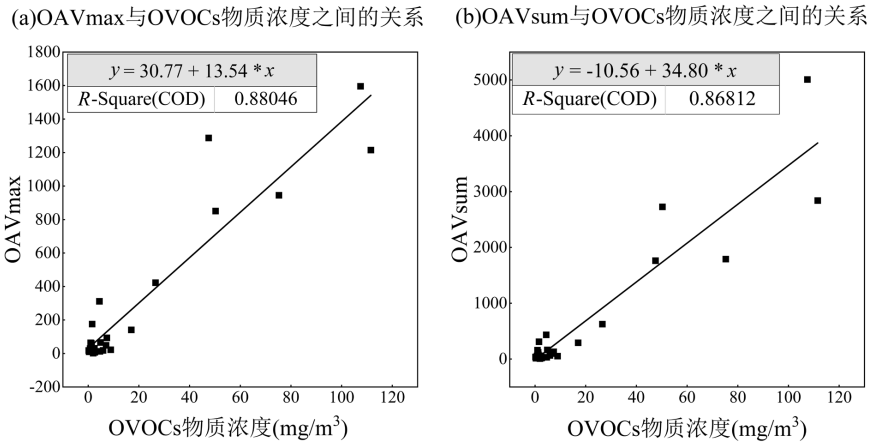 (a)OAVmax与OVOCs物质浓度之间的关系
y = 30.77 + 13.54 * x
R-Square(COD) 0.88046
OAVmax
1800
1600
1400
1200
1000
800
600
400
200
0
-200
0 20 40 60 80 100 120
OVOCs物质浓度(mg/m³)
(b)OAVsum与OVOCs物质浓度之间的关系
y = -10.56 + 34.80 * x
R-Square(COD) 0.86812
OAVsum
5000
4000
3000
2000
1000
0
0 20 40 60 80 100 120
OVOCs物质浓度(mg/m³)